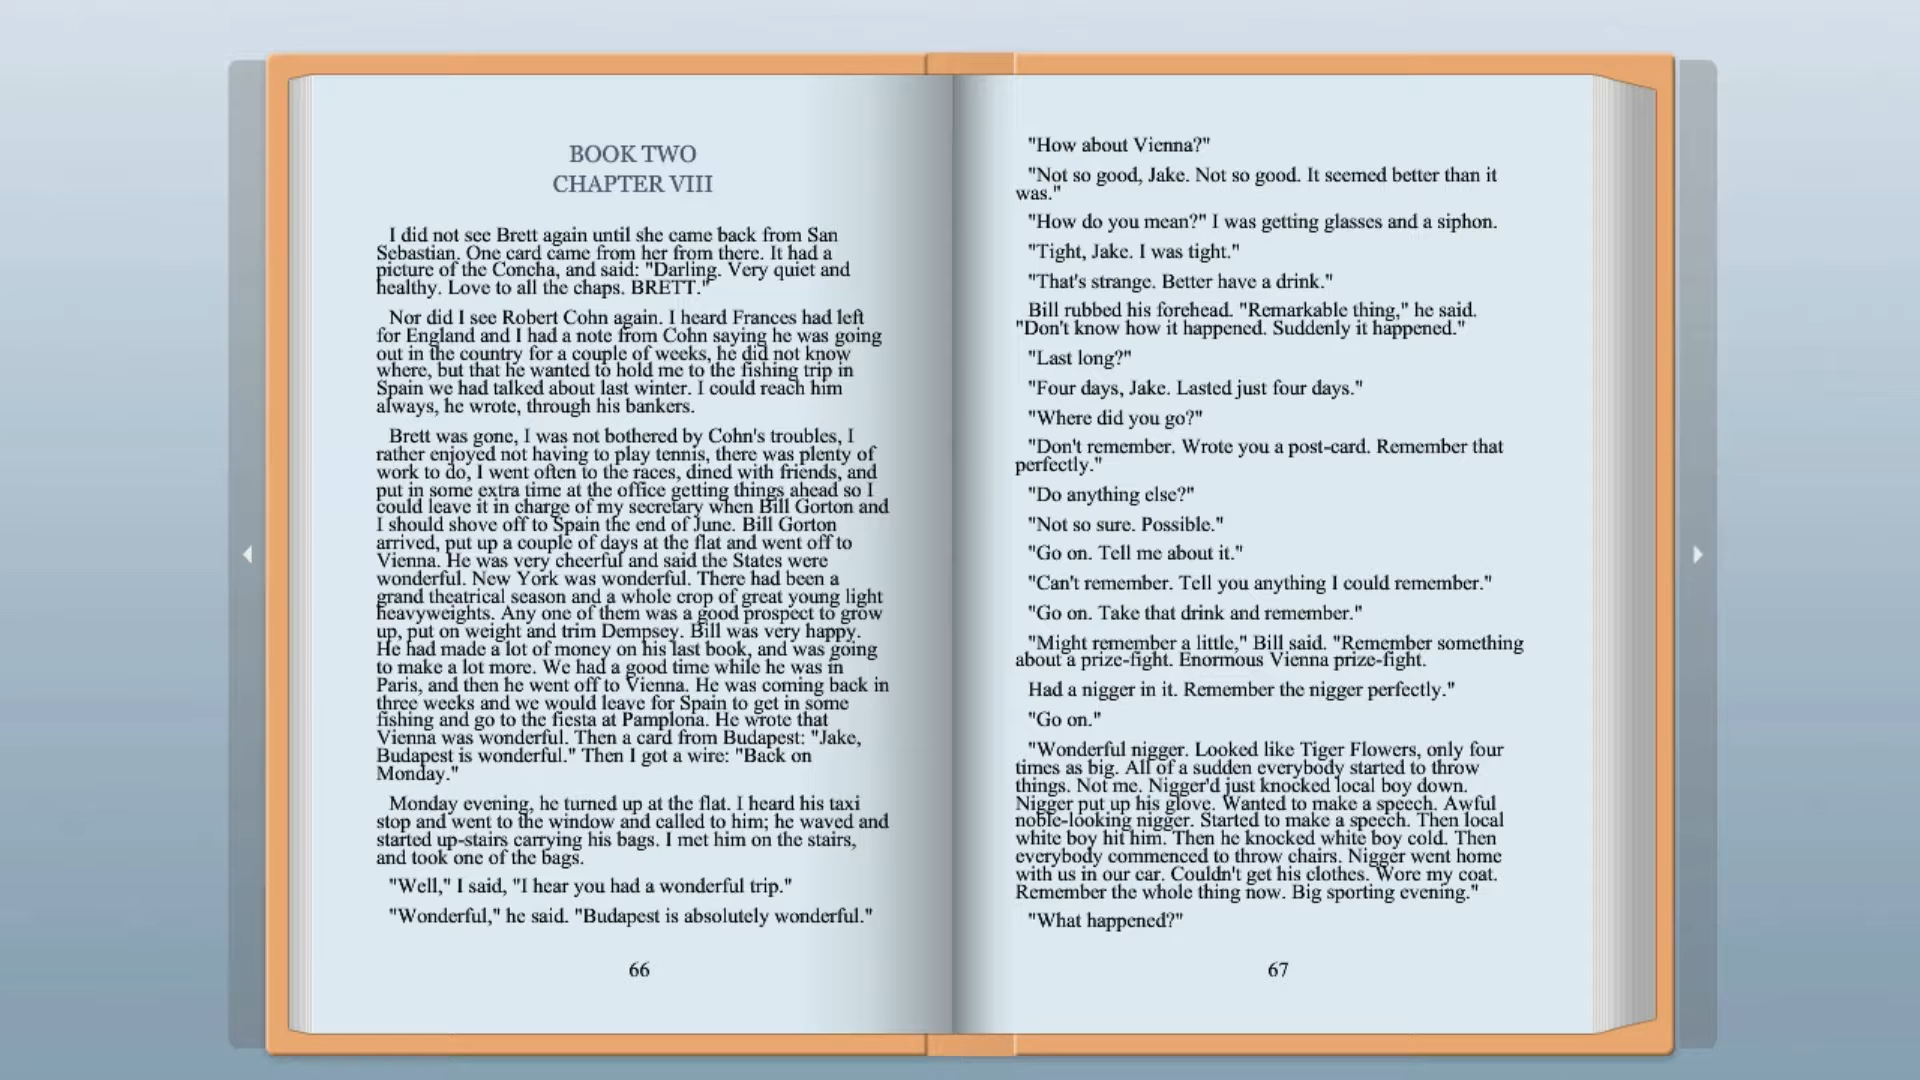 BOOK TWO
CHAPTER VIII
I did not see Brett again until she came back from San
Sebastian. One card came from her from there. It had a
picture of the Concha, and said: "Darling. Very quiet and
healthy. Love to all the chaps. BRETT."
Nor did I see Robert Cohn again. I heard Frances had left
for England and I had a note from Cohn saying he was going
out in the country for a couple of weeks, he did not know
where, but that he wanted to hold me to the fishing trip in
Spain we had talked about last winter. I could reach him
always, he wrote, through his bankers.
Brett was gone, I was not bothered by Cohn's troubles, I
rather enjoyed not having to play tennis, there was plenty of
work to do, I went often to the races, dined with friends, and
put in some extra time at the office getting things ahead so I
could leave it in charge of my secretary when Bill Gorton and
I should shove off to Spain the end of June. Bill Gorton
arrived, put up a couple of days at the flat and went off to
Vienna. He was very cheerful and said the States were
wonderful. New York was wonderful. There had been a
grand theatrical season and a whole crop of great young light
heavyweights. Any one of them was a good prospect to grow
up, put on weight and trim Dempsey. Bill was very happy.
He had made a lot of money on his last book, and was going
to make a lot more. We had a good time while he was in
Paris, and then he went off to Vienna. He was coming back in
three weeks and we would leave for Spain to get in some
fishing and go to the fiesta at Pamplona. He wrote that
Vienna was wonderful. Then a card from Budapest: "Jake,
Budapest is wonderful." Then I got a wire: "Back on
Monday."
Monday evening, he turned up at the flat. I heard his taxi
stop and went to the window and called to him; he waved and
started up-stairs carrying his bags. I met him on the stairs,
and took one of the bags.
"Well," I said, "I hear you had a wonderful trip."
"Wonderful," he said. "Budapest is absolutely wonderful."
66
"How about Vienna?"
"Not so good, Jake. Not so good. It seemed better than it
was."
"How do you mean?" I was getting glasses and a siphon.
"Tight, Jake. I was tight."
"That's strange. Better have a drink."
Bill rubbed his forehead. "Remarkable thing," he said.
"Don't know how it happened. Suddenly it happened."
"Last long?"
"Four days, Jake. Lasted just four days."
"Where did you go?"
"Don't remember. Wrote you a post-card. Remember that
perfectly."
"Do anything else?"
"Not so sure. Possible."
"Go on. Tell me about it."
"Can't remember. Tell you anything I could remember."
"Go on. Take that drink and remember."
"Might remember a little," Bill said. "Remember something
about a prize-fight. Enormous Vienna prize-fight.
Had a nigger in it. Remember the nigger perfectly."
"Go on."
"Wonderful nigger. Looked like Tiger Flowers, only four
times as big. All of a sudden everybody started to throw
things. Not me. Nigger'd just knocked local boy down.
Nigger put up his glove. Wanted to make a speech. Awful
noble-looking nigger. Started to make a speech. Then local
white boy hit him. Then he knocked white boy cold. Then
everybody commenced to throw chairs. Nigger went home
with us in our car. Couldn't get his clothes. Wore my coat.
Remember the whole thing now. Big sporting evening."
"What happened?"
67